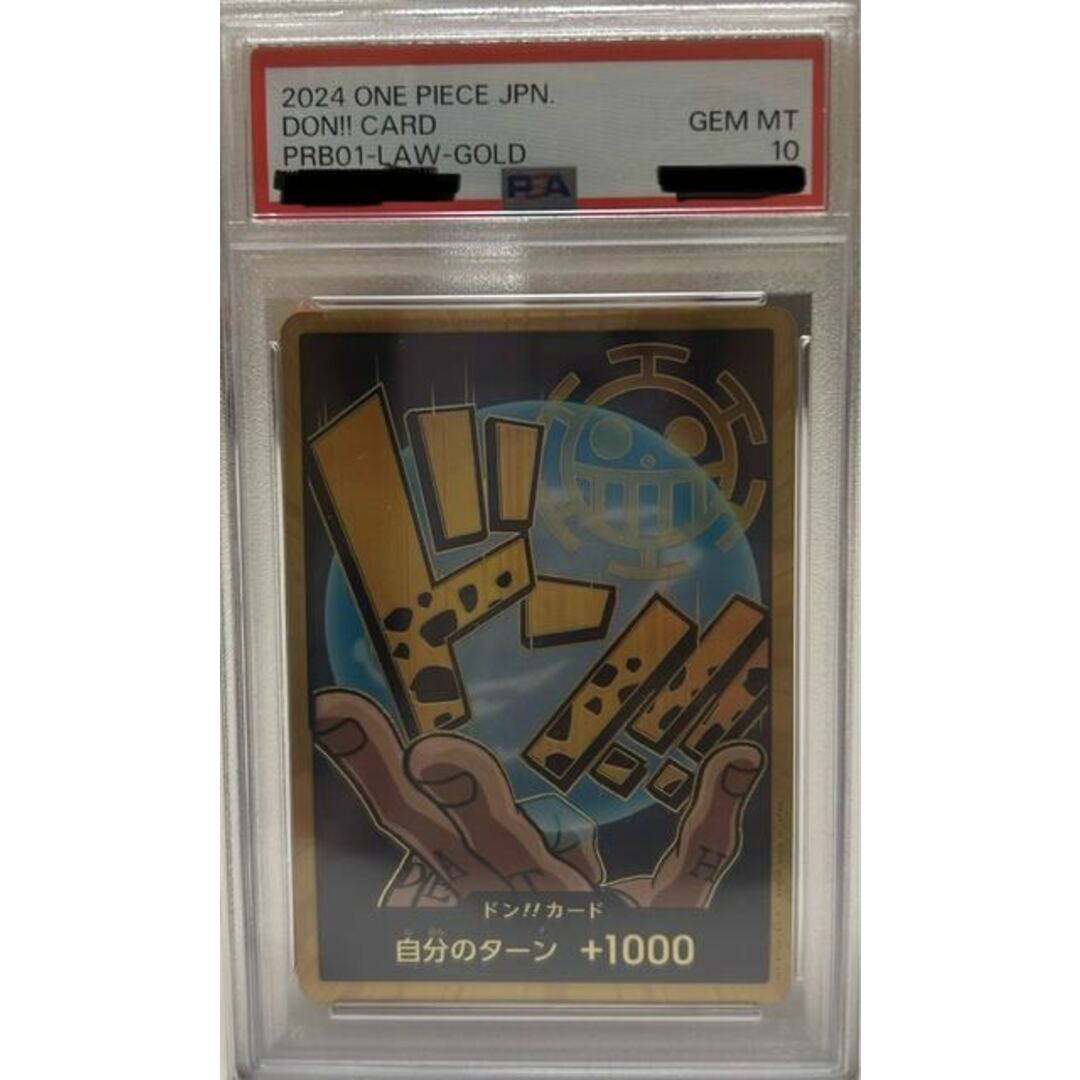 2024 ONE PIECE JPN.
DON!! CARD
GEM MT
PRB01-LAW-GOLD
10
PSA
ドン!!
D
E
A
T
H
ドン!!カード
自分のターン +1000